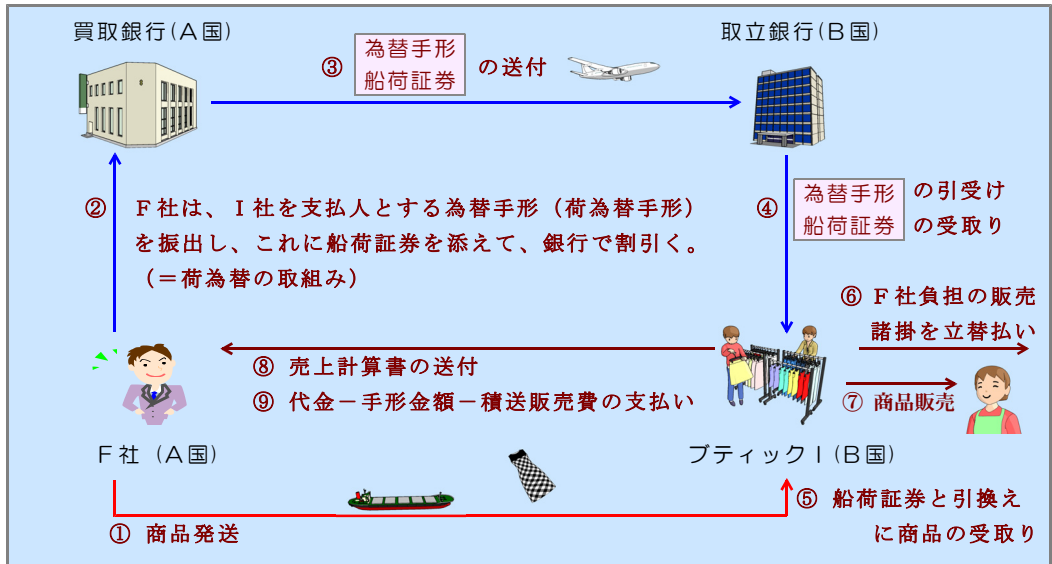 買取銀行(A国)
取立銀行(B国)
③ 為替手形
船荷証券 の送付
② F社は、I社を支払人とする為替手形（荷為替手形）
を振出し、これに船荷証券を添えて、銀行で割引く。
（＝荷為替の取組み）
④ 為替手形 の引受け
船荷証券 の受取り
⑥ F社負担の販売
諸掛を立替払い
⑧ 売上計算書の送付
⑨ 代金－手形金額－積送販売費の支払い
⑦ 商品販売
F社 (A国)
ブティックI(B国)
① 商品発送
⑤ 船荷証券と引換え
に商品の受取り